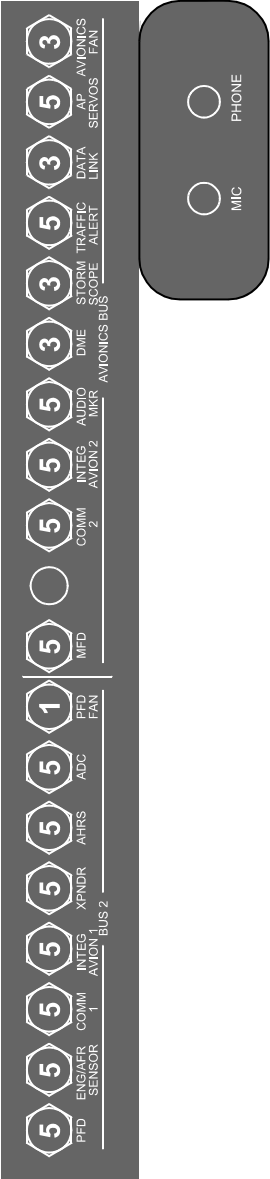 5
PFD
5
ENG/AFR
SENSOR
5
COMM
1
5
INTEG
AVION 1
5
XPNDR
5
AHRS
5
ADC
1
PFD
FAN
BUS 2
5
MFD
5
COMM
2
5
INTEG
AVION 2
5
AUDIO
MKR
3
DME
3
STORM
SCOPE
5
TRAFFIC
ALERT
3
DATA
LINK
5
AP
SERVOS
3
AVIONICS
FAN
AVIONICS BUS
MIC
PHONE